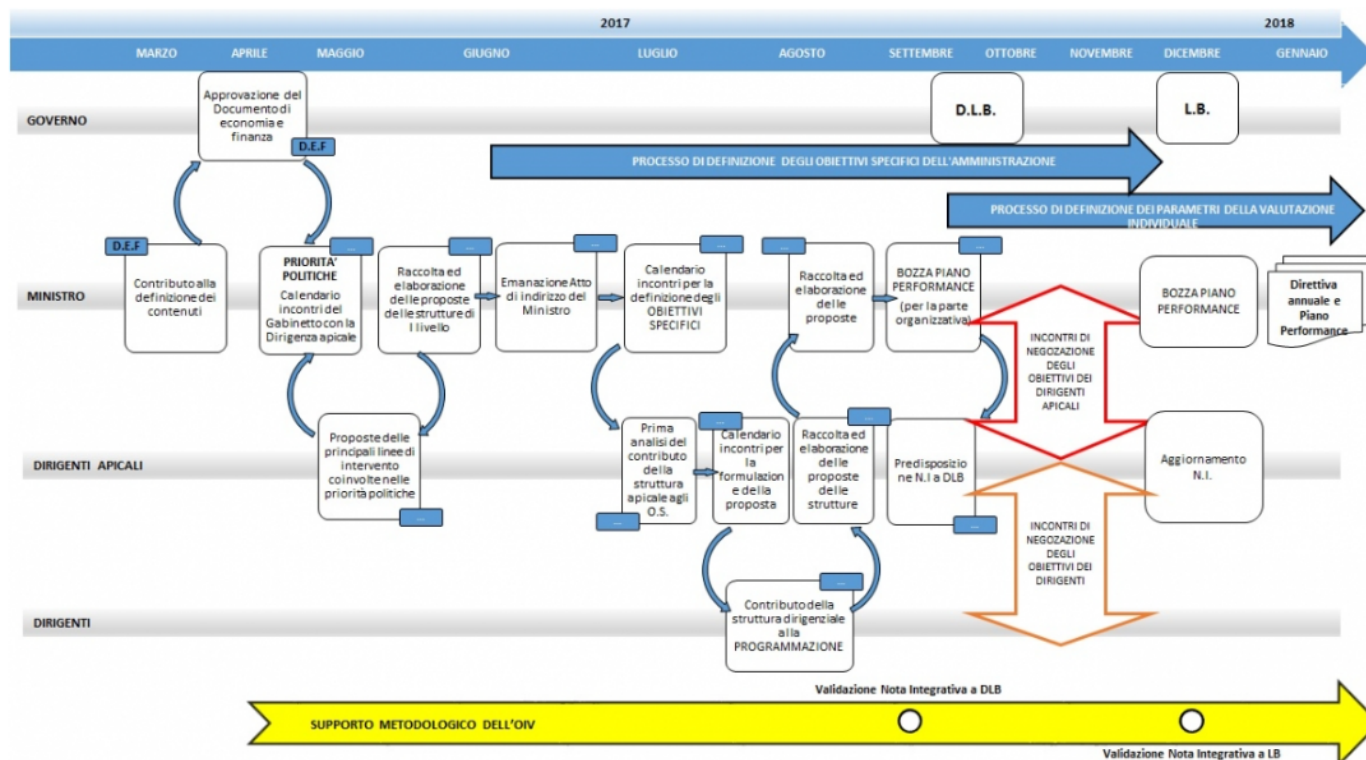 2017
2018
MARZO
APRILE
MAGGIO
GIUGNO
LUGLIO
AGOSTO
SETTEMBRE
OTTOBRE
NOVEMBRE
DICEMBRE
GENNAIO
GOVERNO
Approvazione del
Documento di
economia e
finanza
D.E.F
D.L.B.
L.B.
PROCESSO DI DEFINIZIONE DEGLI OBIETTIVI SPECIFICI DELL'AMMINISTRAZIONE
PROCESSO DI DEFINIZIONE DEI PARAMETRI DELLA VALUTAZIONE
INDIVIDUALE
MINISTRO
D.E.F
Contributo alla
definizione dei
contenuti
...
PRIORITA'
POLITICHE
Calendario
incontri del
Gabinetto con la
Dirigenza apicale
...
Raccolta ed
elaborazione
delle proposte
delle strutture di
I livello
Emanazione Atto
di indirizzo del
Ministro
...
Calendario
incontri per la
definizione degli
OBIETTIVI
SPECIFICI
...
Raccolta ed
elaborazione
delle
proposte
...
BOZZA PIANO
PERFORMANCE
(per la parte
organizzativa)
INCONTRI DI
NEGOZAZIONE
DEGLI
OBIETTIVI DEI
DIRIGENTI
APICALI
BOZZA PIANO
PERFORMANCE
Direttiva
annuale e
Piano
Performance
DIRIGENTI APICALI
Proposte delle
principali linee di
intervento
coinvolte nelle
priorità politiche
...
Prima
analisi del
contributo
della
struttura
apicale agli
O.S.
...
...
Calendario
incontri per
la
formulazion
e della
proposta
...
Raccolta ed
elaborazione
delle
proposte
delle
strutture
Predisposizio
ne N.I a DLB
...
Aggiornamento
N.I.
INCONTRI DI
NEGOZAZIONE
DEGLI
OBIETTIVI DEI
DIRIGENTI
DIRIGENTI
...
Contributo della
struttura dirigenziale
alla
PROGRAMMAZIONE
Validazione Nota Integrativa a DLB
SUPPORTO METODOLOGICO DELL'OIV
Validazione Nota Integrativa a LB